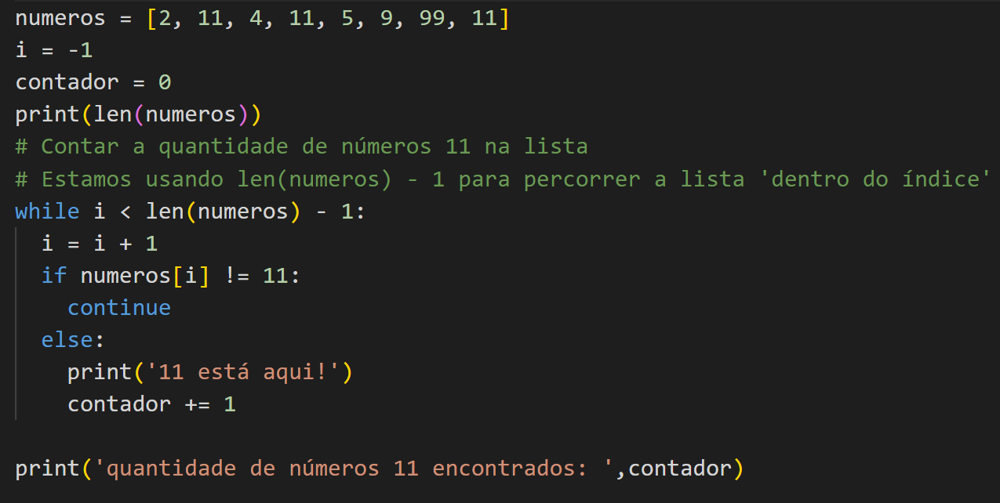 numeros = [2, 11, 4, 11, 5, 9, 99, 11]
i = -1
contador = 0
print(len(numeros))
# Contar a quantidade de números 11 na lista
# Estamos usando len(numeros) - 1 para percorrer a lista 'dentro do índice'
while i < len(numeros) - 1:
  i = i + 1
  if numeros[i] != 11:
    continue
  else:
    print('11 está aqui!')
    contador += 1
print('quantidade de números 11 encontrados: ',contador)